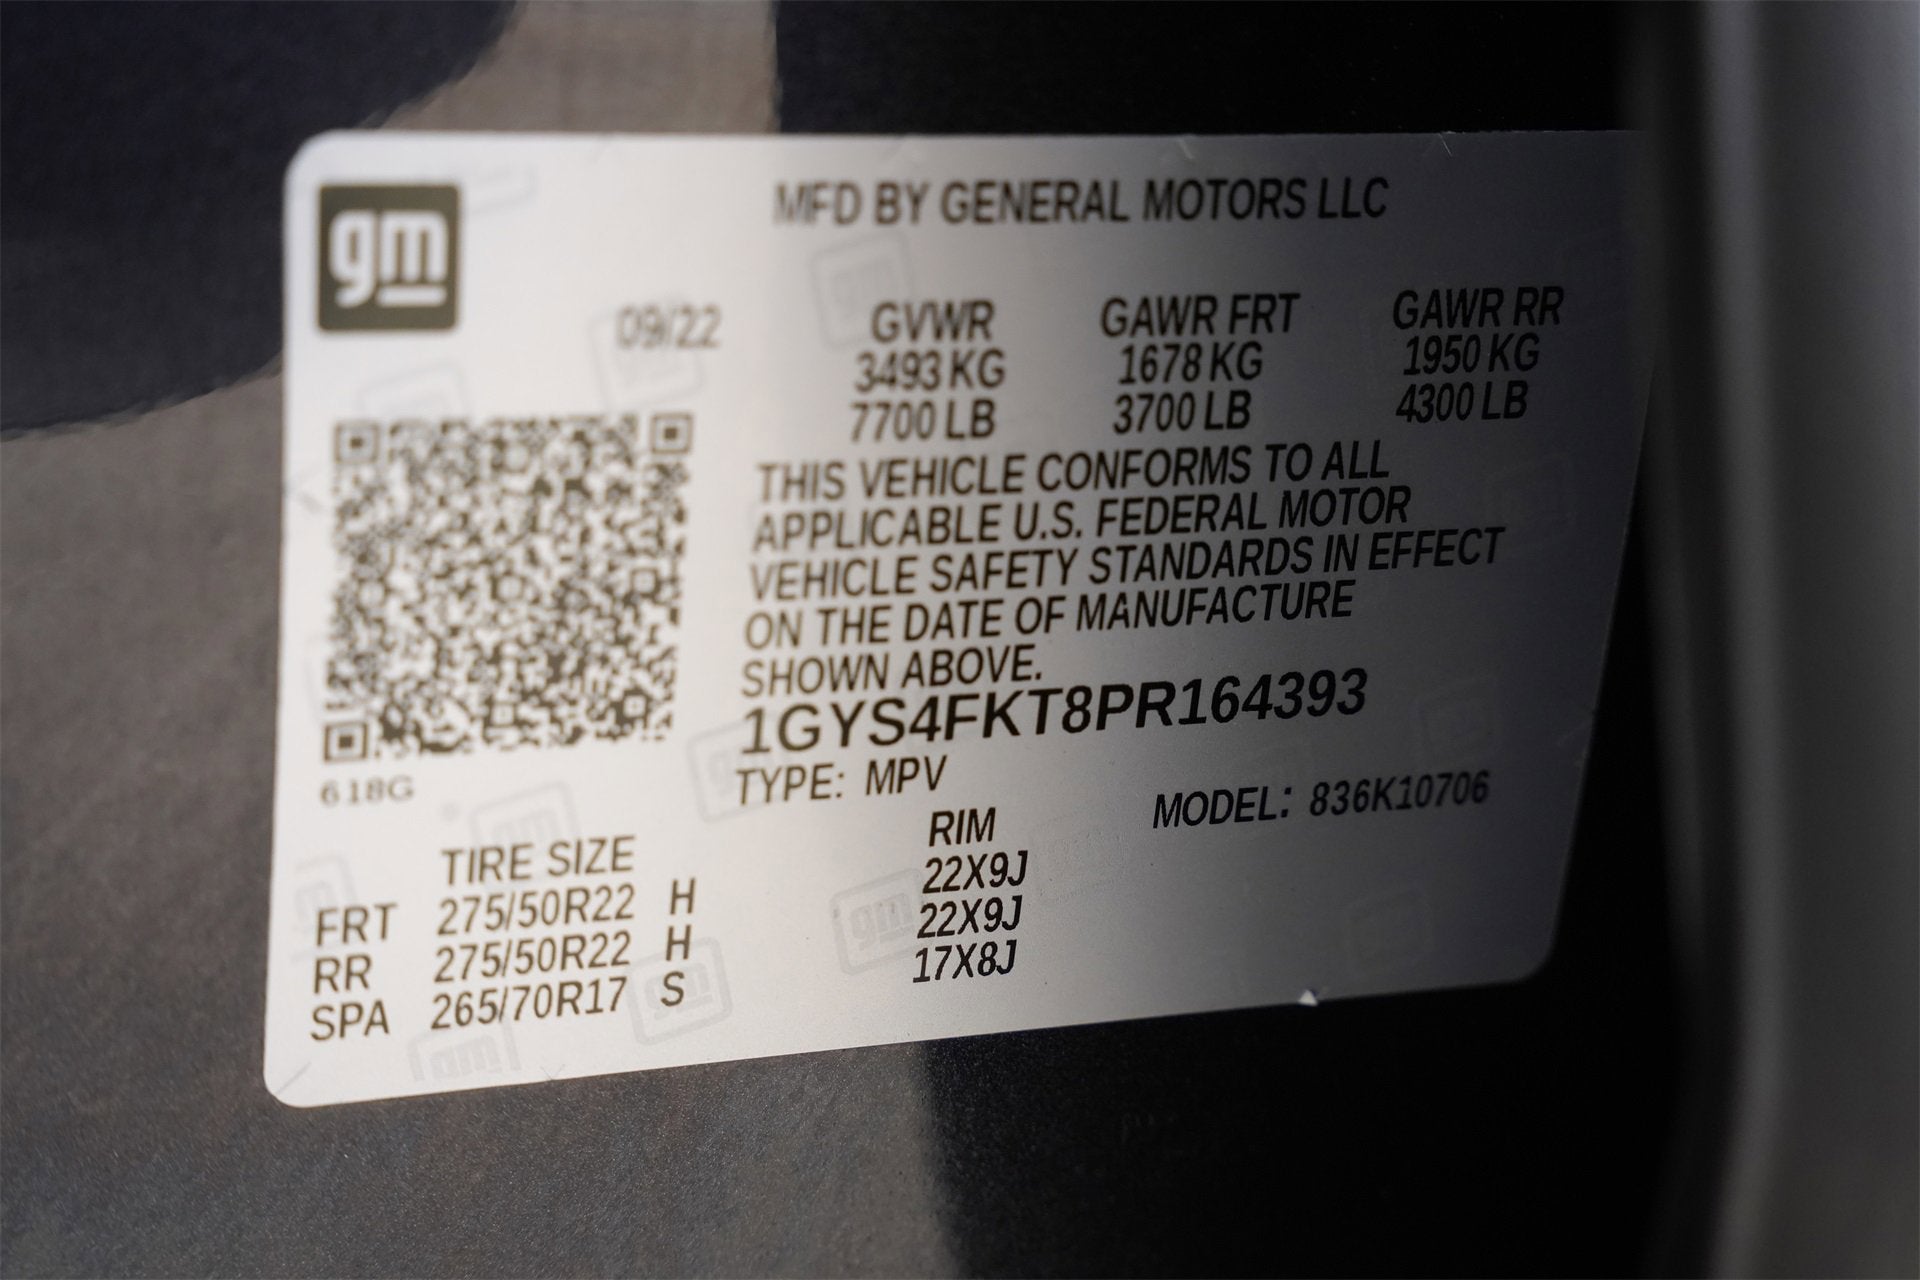 gm
MFD BY GENERAL MOTORS LLC
09/22
GVWR GAWR FRT GAWR RR
3493 KG 1678 KG 1950 KG
7700 LB 3700 LB 4300 LB
THIS VEHICLE CONFORMS TO ALL
APPLICABLE U.S. FEDERAL MOTOR
VEHICLE SAFETY STANDARDS IN EFFECT
ON THE DATE OF MANUFACTURE
SHOWN ABOVE.
1GYS4FKT8PR164393
618G
TYPE: MPV MODEL: 836K10706
TIRE SIZE RIM
FRT 275/50R22 H 22X9J
RR 275/50R22 H 22X9J
SPA 265/70R17 S 17X8J